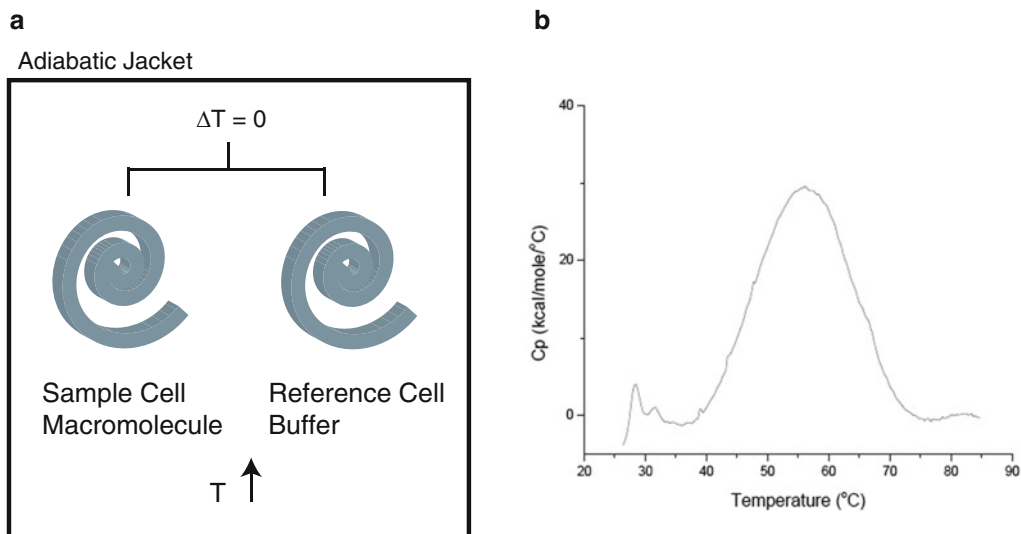 a
Adiabatic Jacket
ΔT = 0
Sample Cell
Macromolecule
Reference Cell
Buffer
T
b
40
20
0
Cp (kcal/mole/°C)
20 30 40 50 60 70 80 90
Temperature (°C)